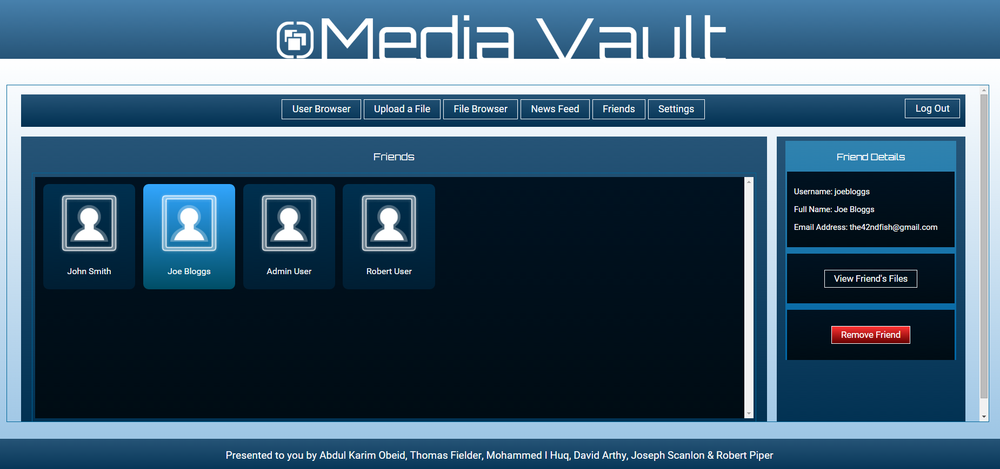 Media Vault
User Browser
Upload a File
File Browser
News Feed
Friends
Settings
Log Out
Friends
John Smith
Joe Bloggs
Admin User
Robert User
Friend Details
Username: joebloggs
Full Name: Joe Bloggs
Email Address: the42ndfish@gmail.com
View Friend's Files
Remove Friend
Presented to you by Abdul Karim Obeid, Thomas Fielder, Mohammed I Huq, David Arthy, Joseph Scanlon & Robert Piper